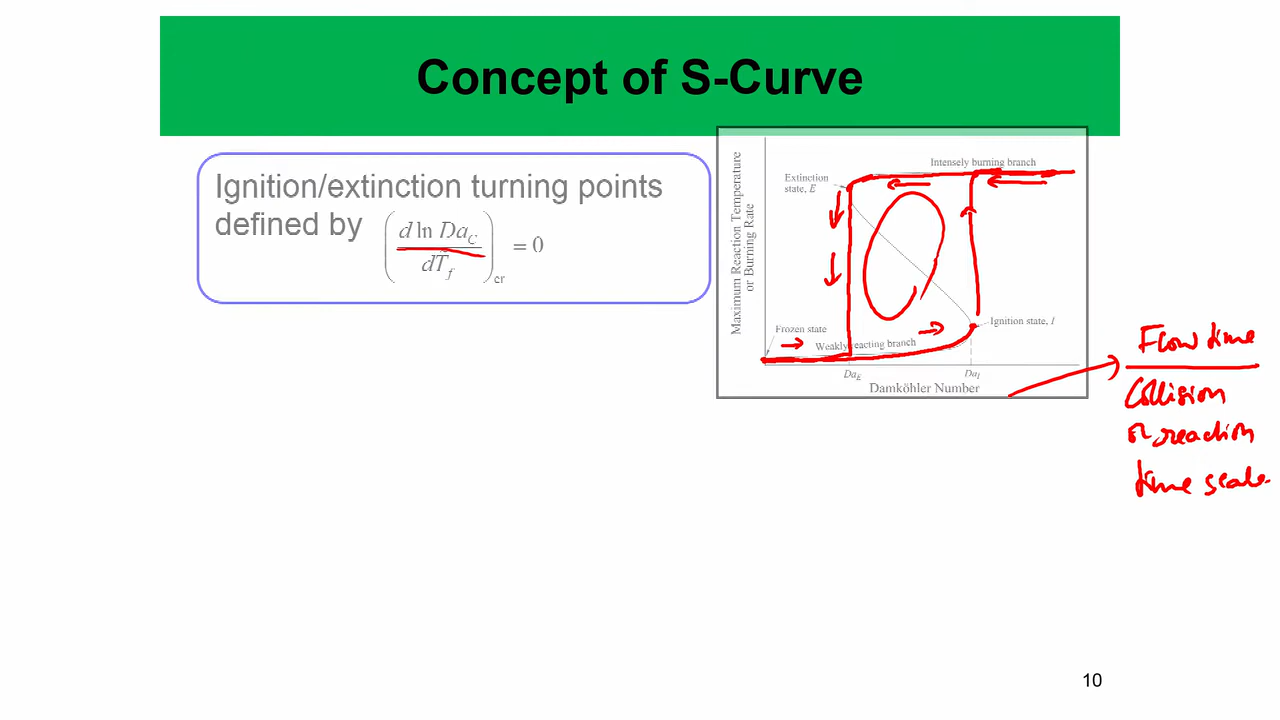 Concept of S-Curve
Ignition/extinction turning points
defined by (d ln Da_C / dT_f)_cr = 0
Maximum Reaction Temperature
or Burning Rate
Intensely burning branch
Extinction
state, E
Ignition state, I
Frozen state
Weakly reacting branch
Da_E
Da_I
Damköhler Number
Flow time
Collision
or reaction
time scale.
10